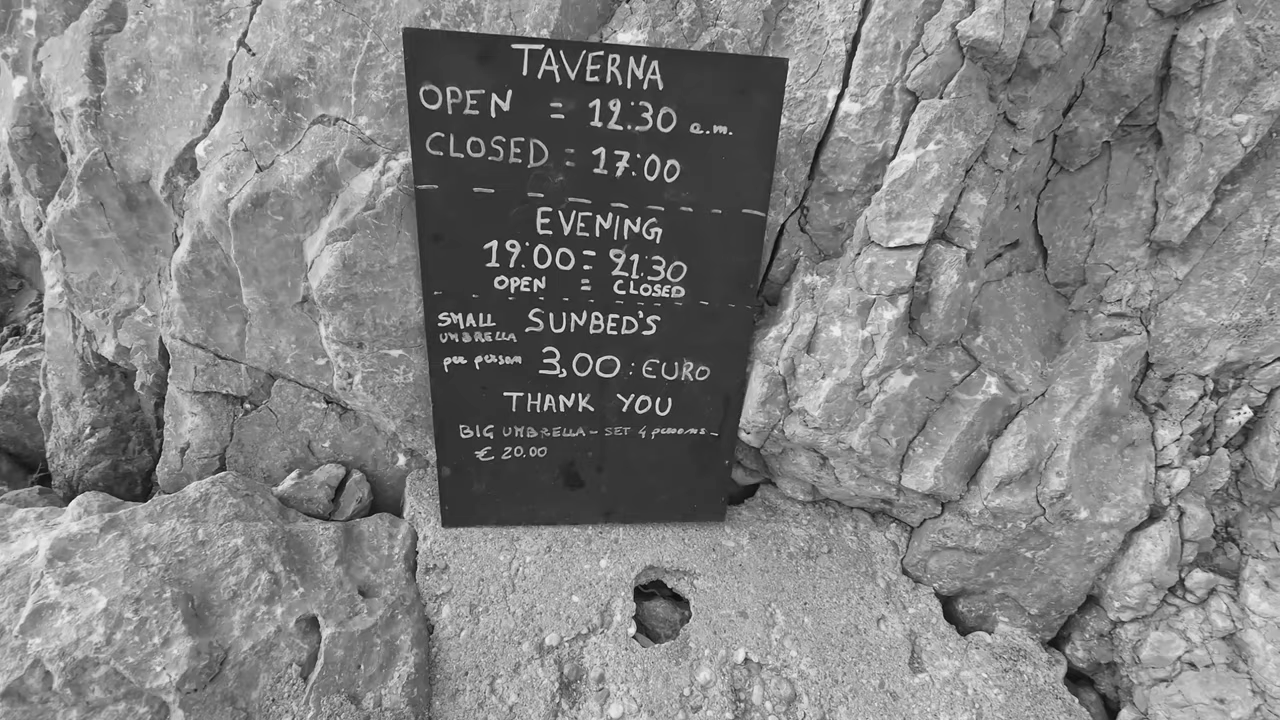 TAVERNA
OPEN = 12:30 a.m.
CLOSED = 17:00
EVENING
19:00 = 21:30
OPEN = CLOSED
SMALL SUNBED'S
UMBRELLA
per person 3,00 : EURO
THANK YOU
BIG UMBRELLA - SET 4 persons -
€ 20.00